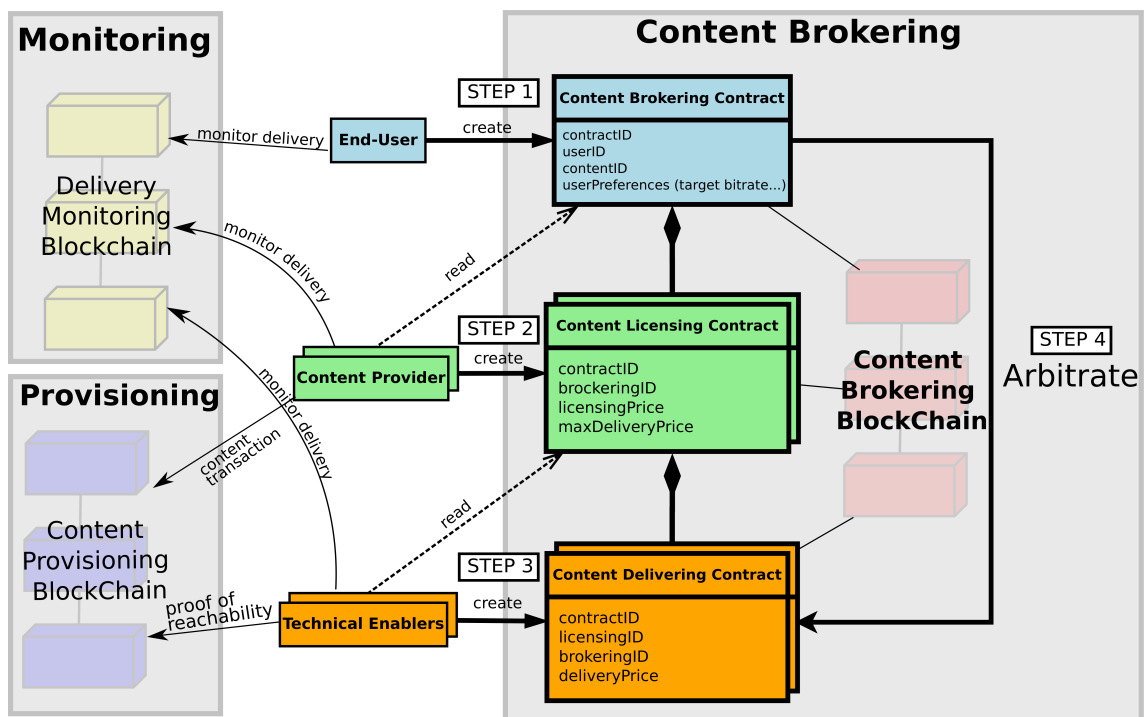 Monitoring
Content Brokering
STEP 1
Content Brokering Contract
create
monitor delivery
End-User
contractID
userID
contentID
userPreferences (target bitrate...)
Delivery
Monitoring
Blockchain
monitor delivery
read
STEP 2
Content Licensing Contract
create
Content Provider
contractID
brockeringID
licensingPrice
maxDeliveryPrice
Content
Brokering
BlockChain
STEP 4
Arbitrate
Provisioning
monitor delivery
content
transaction
read
Content
Provisioning
BlockChain
STEP 3
Content Delivering Contract
create
proof of
reachability
Technical Enablers
contractID
licensingID
brokeringID
deliveryPrice